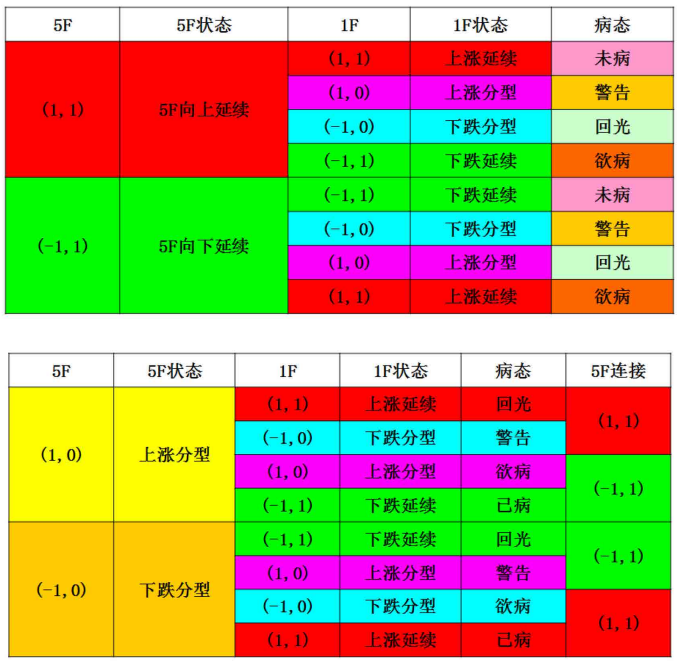 5F 5F状态 1F 1F状态 病态
(1, 1) 5F向上延续 (1, 1) 上涨延续 未病
(1, 0) 上涨分型 警告
(-1, 0) 下跌分型 回光
(-1, 1) 下跌延续 欲病
(-1, 1) 5F向下延续 (-1, 1) 下跌延续 未病
(-1, 0) 下跌分型 警告
(1, 0) 上涨分型 回光
(1, 1) 上涨延续 欲病
5F 5F状态 1F 1F状态 病态 5F连接
(1, 0) 上涨分型 (1, 1) 上涨延续 回光 (1, 1)
(-1, 0) 下跌分型 警告
(1, 0) 上涨分型 欲病 (-1, 1)
(-1, 1) 下跌延续 已病
(-1, 0) 下跌分型 (-1, 1) 下跌延续 回光 (-1, 1)
(1, 0) 上涨分型 警告
(-1, 0) 下跌分型 欲病 (1, 1)
(1, 1) 上涨延续 已病